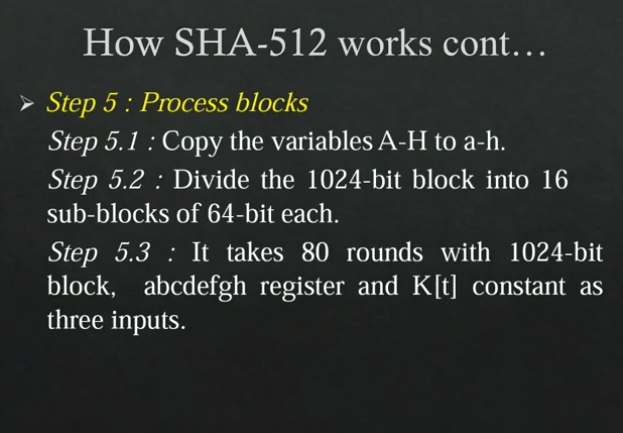 How SHA-512 works cont…
➢ Step 5 : Process blocks
Step 5.1 : Copy the variables A-H to a-h.
Step 5.2 : Divide the 1024-bit block into 16
sub-blocks of 64-bit each.
Step 5.3 : It takes 80 rounds with 1024-bit
block, abcdefgh register and K[t] constant as
three inputs.